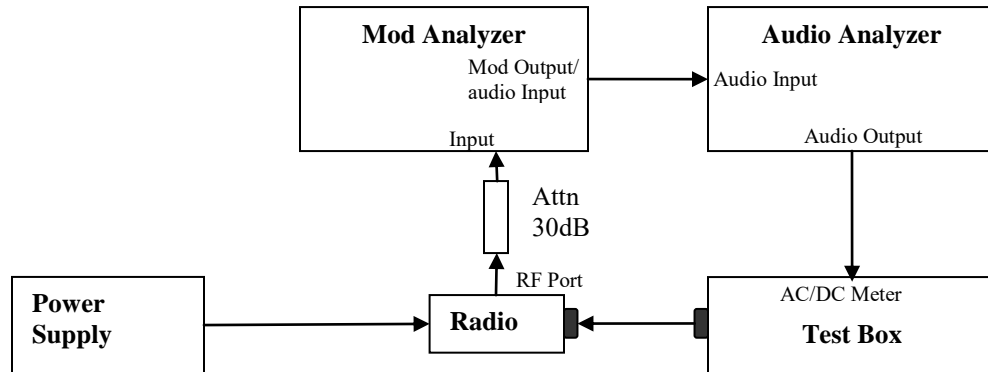 Mod Analyzer
Mod Output/
audio Input
Input
Audio Analyzer
Audio Input
Audio Output
Attn
30dB
RF Port
Power
Supply
Radio
AC/DC Meter
Test Box